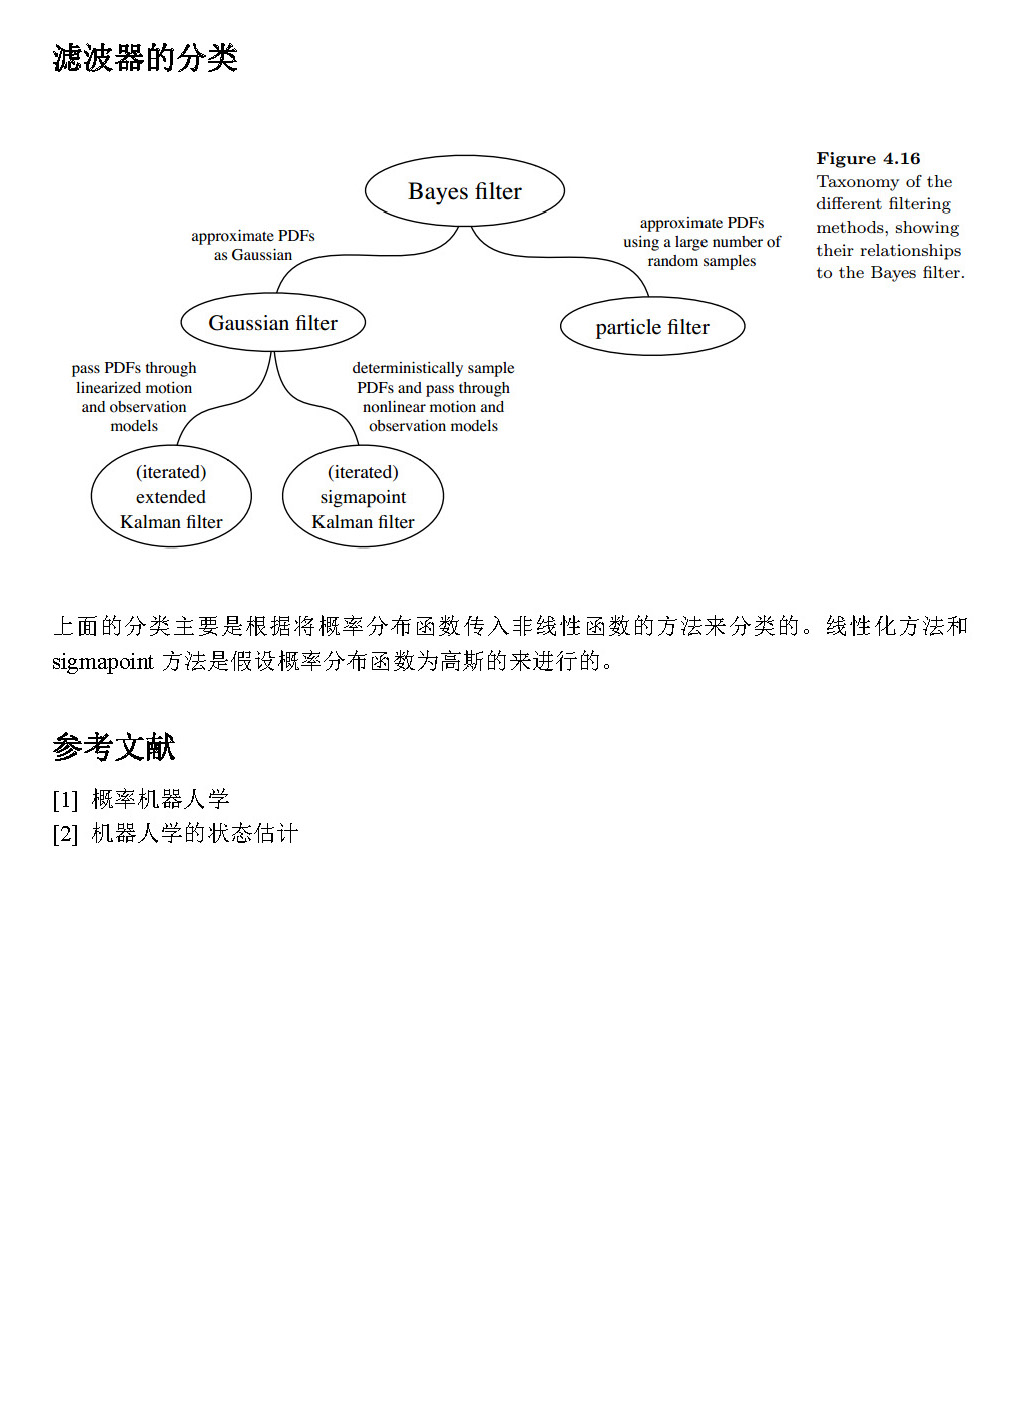 滤波器的分类
Bayes filter
approximate PDFs
as Gaussian
approximate PDFs
using a large number of
random samples
Figure 4.16
Taxonomy of the
different filtering
methods, showing
their relationships
to the Bayes filter.
Gaussian filter
particle filter
pass PDFs through
linearized motion
and observation
models
deterministically sample
PDFs and pass through
nonlinear motion and
observation models
(iterated)
extended
Kalman filter
(iterated)
sigmapoint
Kalman filter
上面的分类主要是根据将概率分布函数传入非线性函数的方法来分类的。线性化方法和
sigmapoint 方法是假设概率分布函数为高斯的来进行的。
参考文献
[1] 概率机器人学
[2] 机器人学的状态估计